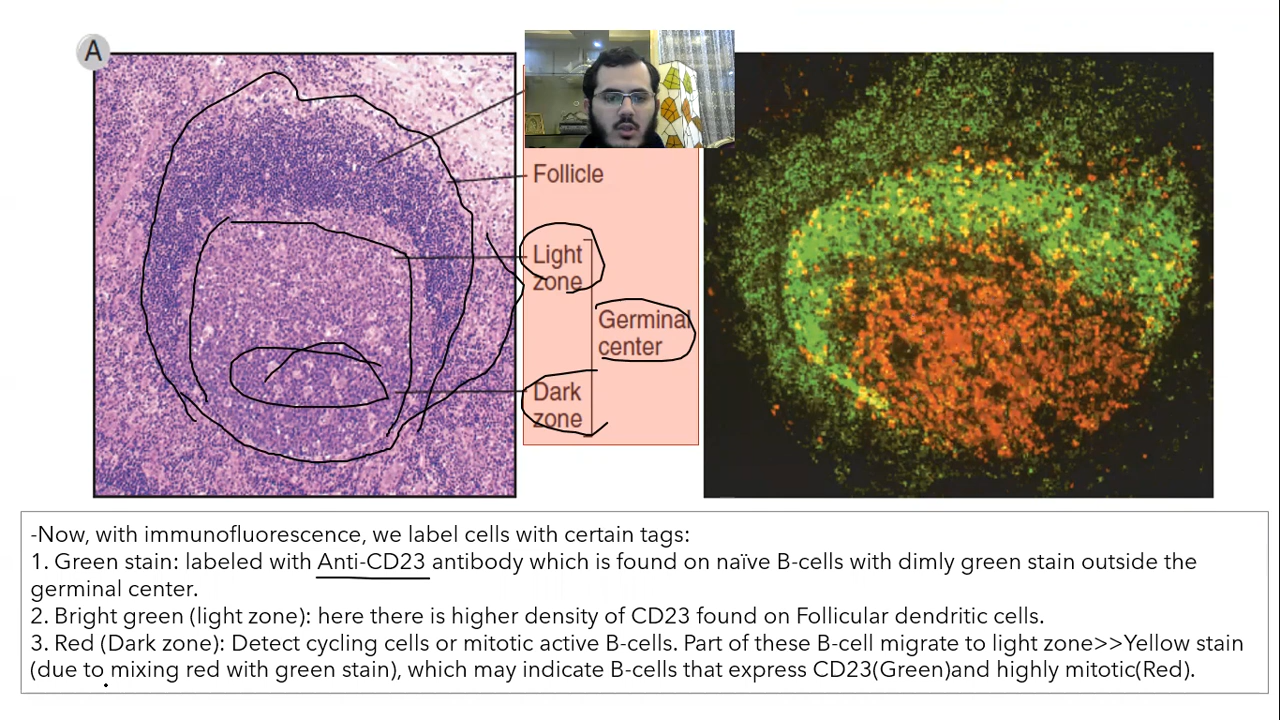 A
Follicle
Light
zone
Germinal
center
Dark
zone
-Now, with immunofluorescence, we label cells with certain tags:
1. Green stain: labeled with Anti-CD23 antibody which is found on naïve B-cells with dimly green stain outside the
germinal center.
2. Bright green (light zone): here there is higher density of CD23 found on Follicular dendritic cells.
3. Red (Dark zone): Detect cycling cells or mitotic active B-cells. Part of these B-cell migrate to light zone>>Yellow stain
(due to mixing red with green stain), which may indicate B-cells that express CD23(Green)and highly mitotic(Red).